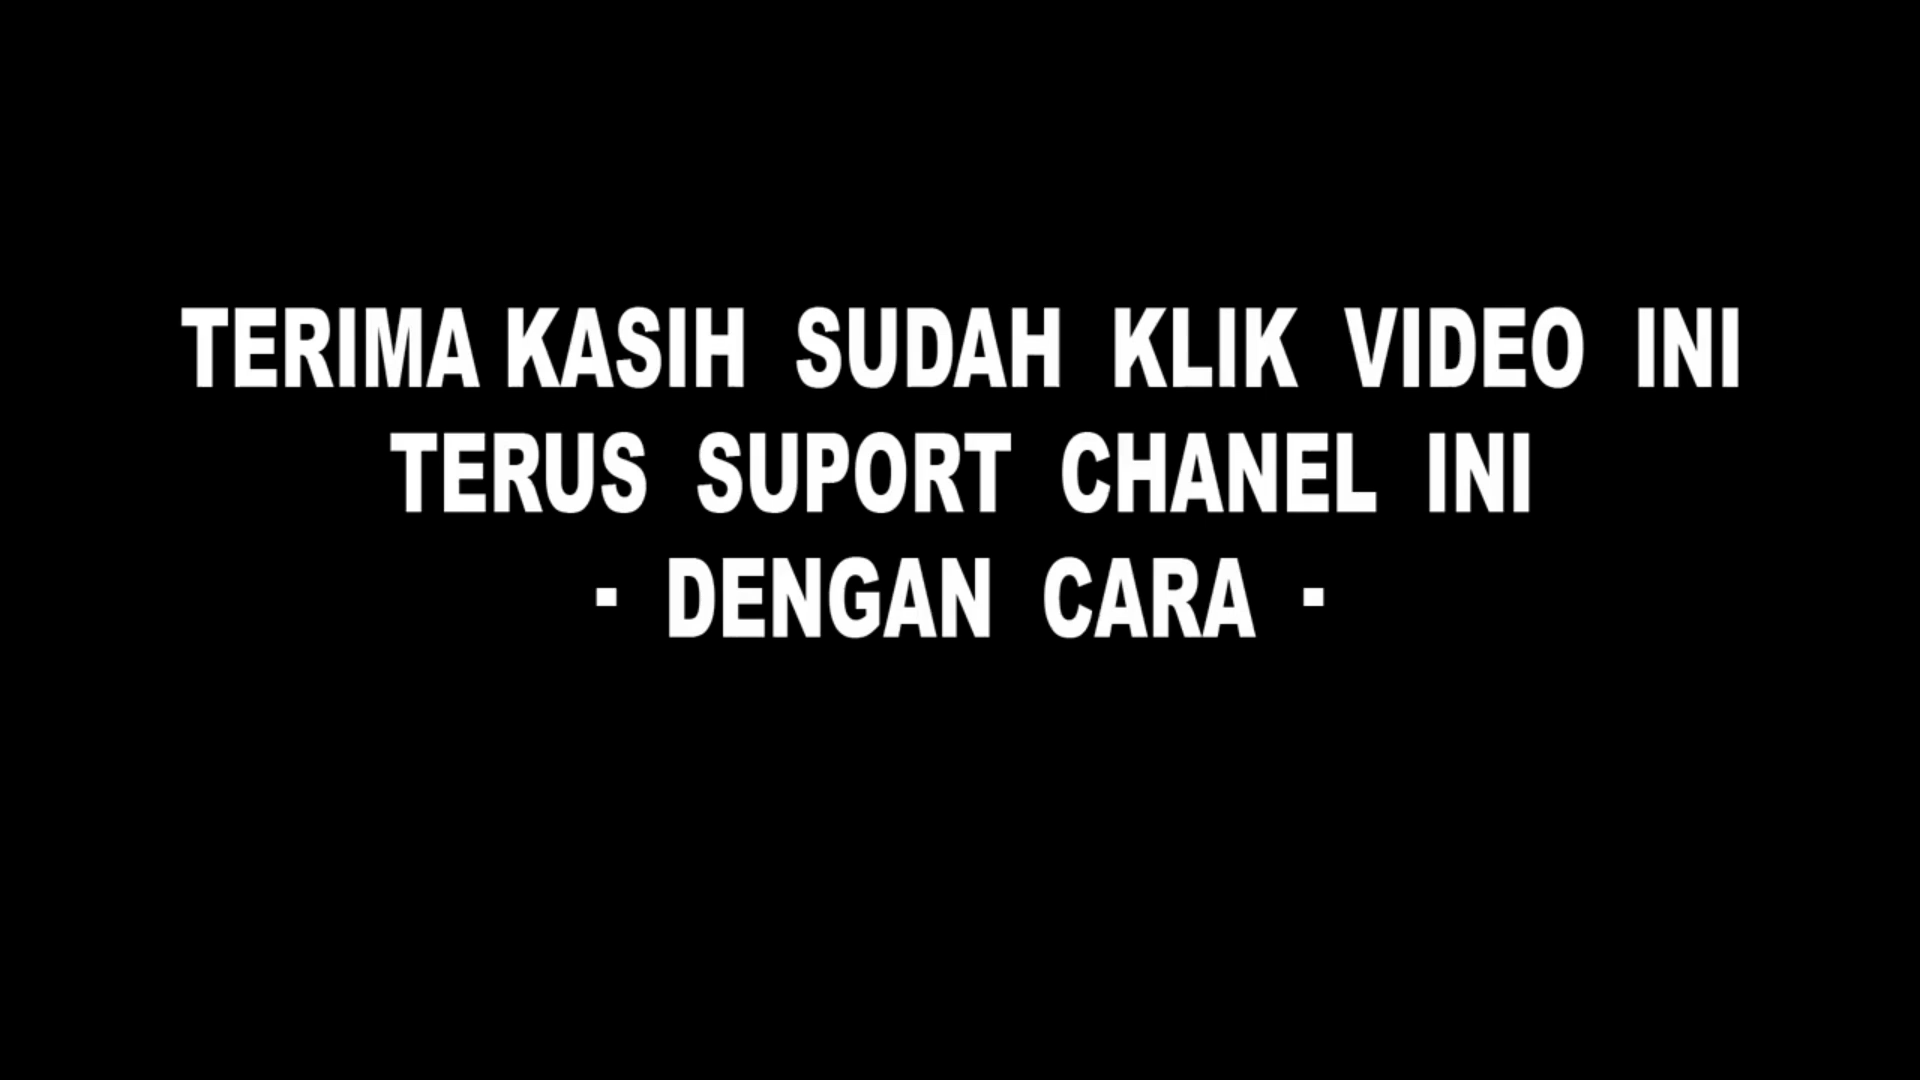 TERIMA KASIH SUDAH KLIK VIDEO INI
TERUS SUPORT CHANEL INI
- DENGAN CARA -